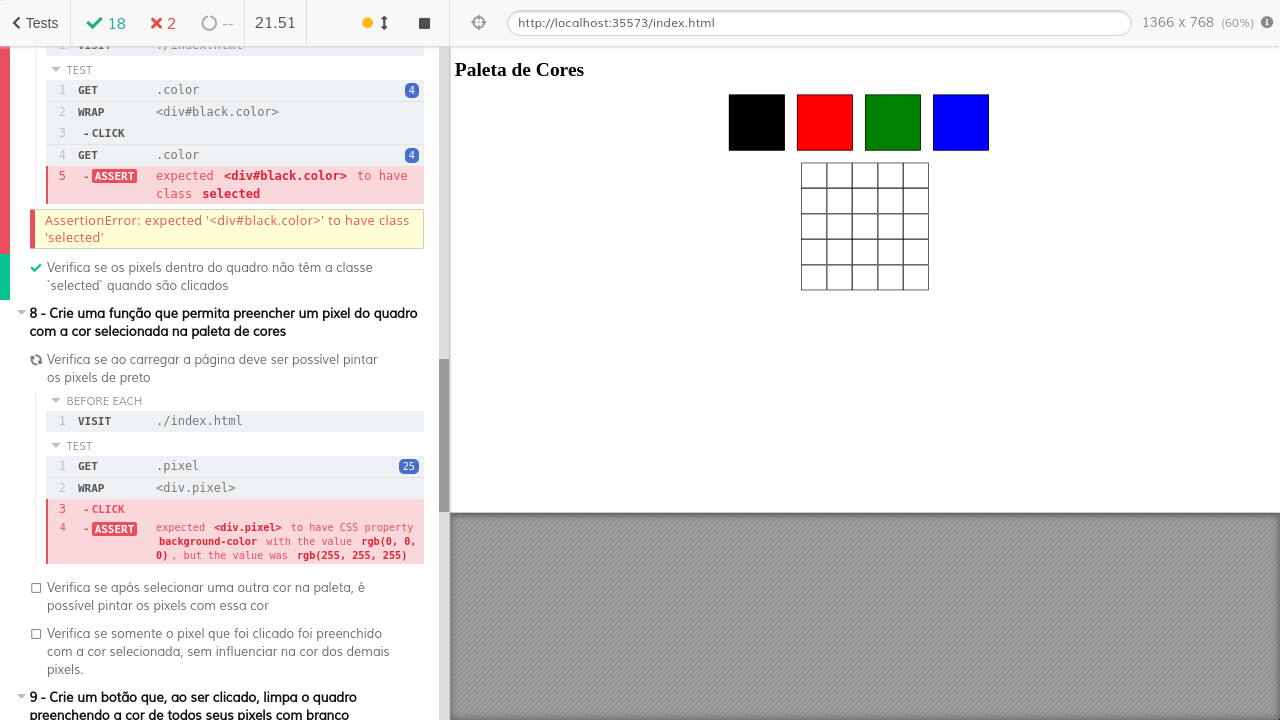 Tests 18 2 -- 21.51 http://localhost:35573/index.html 1366 x 768 (60%)
1 VISIT ./index.html
TEST
1 GET .color 4
2 WRAP <div#black.color>
3 - CLICK
4 GET .color 4
5 - ASSERT expected <div#black.color> to have
class selected
AssertionError: expected '<div#black.color>' to have class
'selected'
Verifica se os pixels dentro do quadro não têm a classe
`selected` quando são clicados
8 - Crie uma função que permita preencher um pixel do quadro
com a cor selecionada na paleta de cores
Verifica se ao carregar a página deve ser possível pintar
os pixels de preto
BEFORE EACH
1 VISIT ./index.html
TEST
1 GET .pixel 25
2 WRAP <div.pixel>
3 - CLICK
4 - ASSERT expected <div.pixel> to have CSS property
background-color with the value rgb(0, 0,
0), but the value was rgb(255, 255, 255)
Verifica se após selecionar uma outra cor na paleta, é
possível pintar os pixels com essa cor
Verifica se somente o pixel que foi clicado foi preenchido
com a cor selecionada, sem influenciar na cor dos demais
pixels.
9 - Crie um botão que, ao ser clicado, limpa o quadro
preenchendo a cor de todos seus pixels com branco
Paleta de Cores